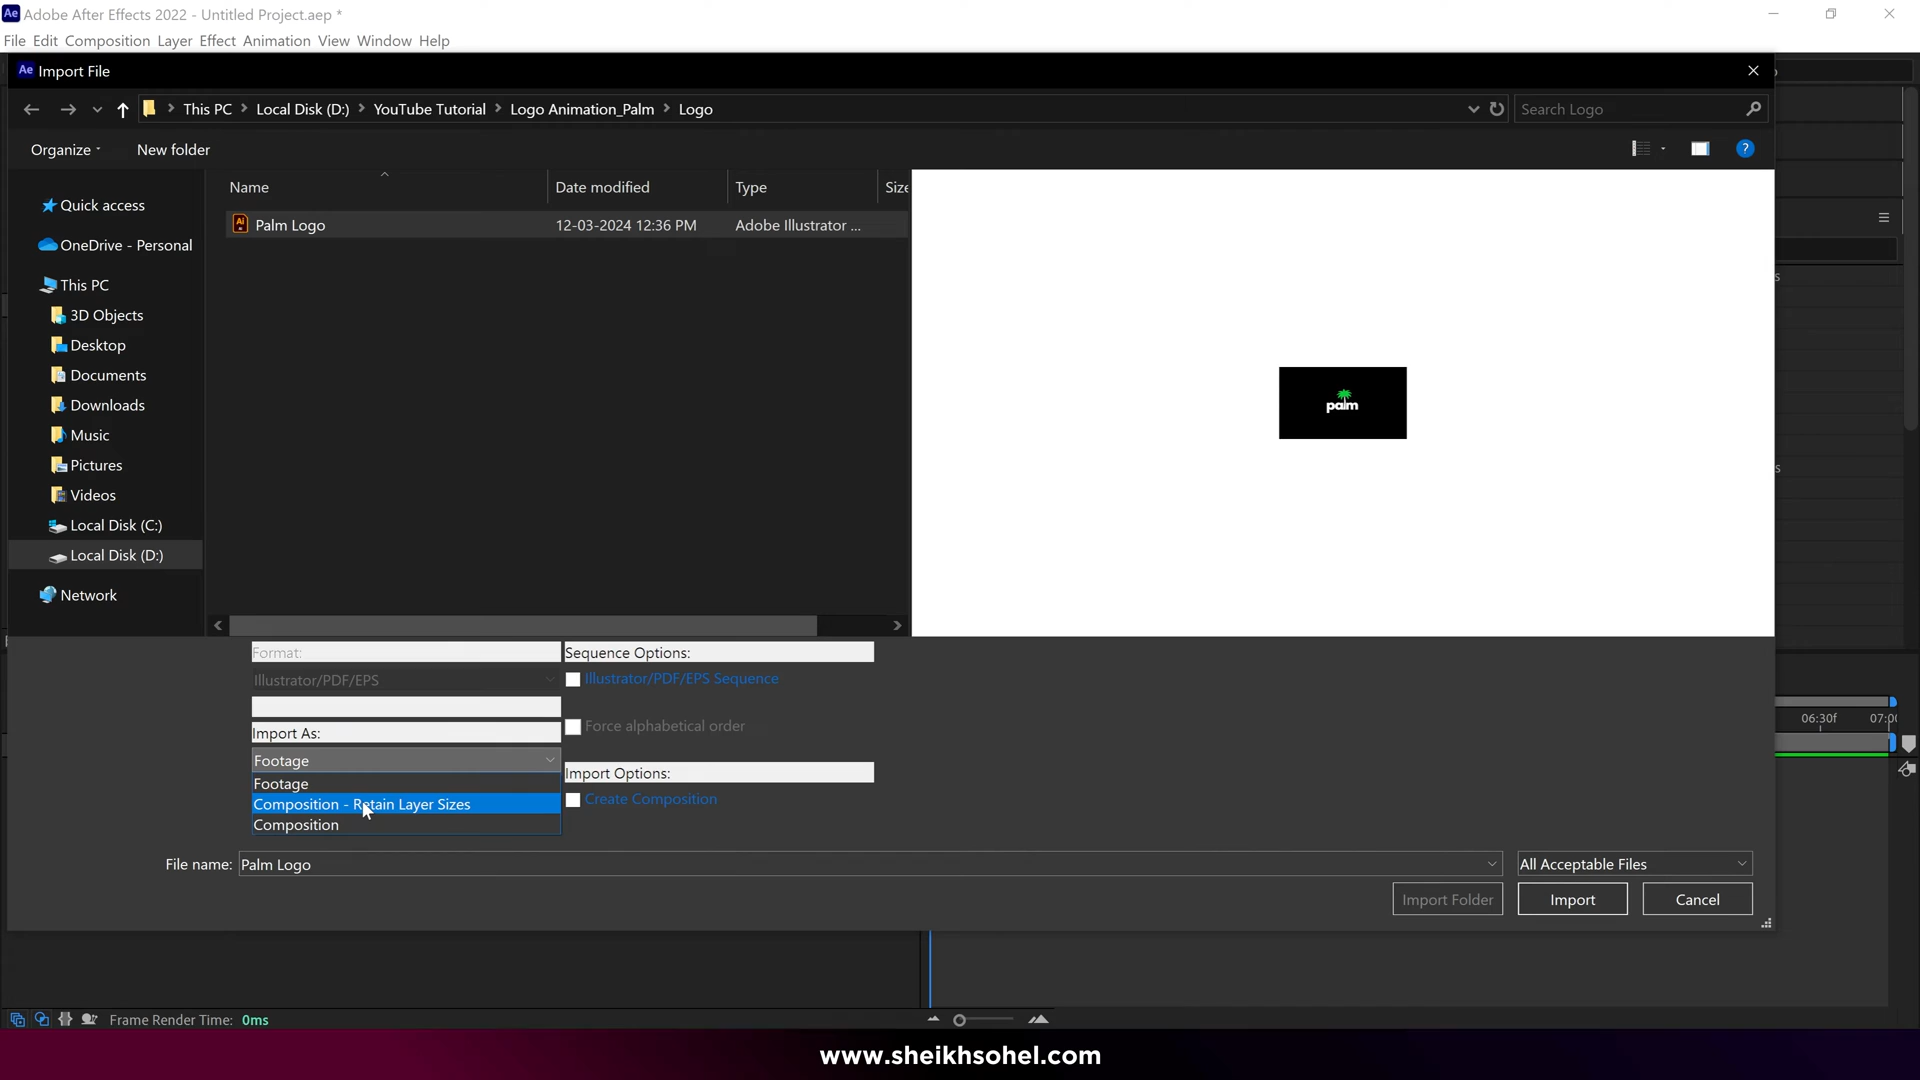 Ae Adobe After Effects 2022 - Untitled Project.aep *
File Edit Composition Layer Effect Animation View Window Help
Ae Import File
This PC > Local Disk (D:) > YouTube Tutorial > Logo Animation_Palm > Logo
Search Logo
Organize
New folder
?
Name
Date modified
Type
Size
Ai
Palm Logo
12-03-2024 12:36 PM
Adobe Illustrator ...
Quick access
OneDrive - Personal
This PC
3D Objects
Desktop
Documents
Downloads
Music
Pictures
Videos
Local Disk (C:)
Local Disk (D:)
Network
palm
Format:
Illustrator/PDF/EPS
Import As:
Footage
Footage
Composition - Retain Layer Sizes
Composition
Sequence Options:
Illustrator/PDF/EPS Sequence
Force alphabetical order
Import Options:
Create Composition
06:30f
File name:
Palm Logo
All Acceptable Files
Import Folder
Import
Cancel
Frame Render Time: 0ms
www.sheikhsohel.com